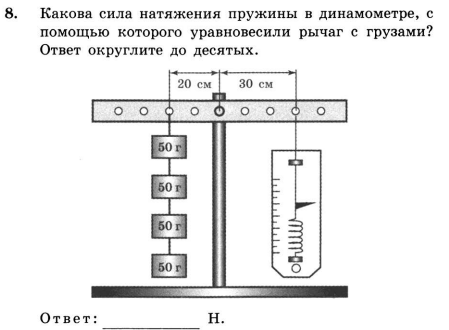 8. Какова сила натяжения пружины в динамометре, с
помощью которого уравновесили рычаг с грузами?
Ответ округлите до десятых.
20 см 30 см
50 г
50 г
50 г
50 г
Ответ: __________ Н.